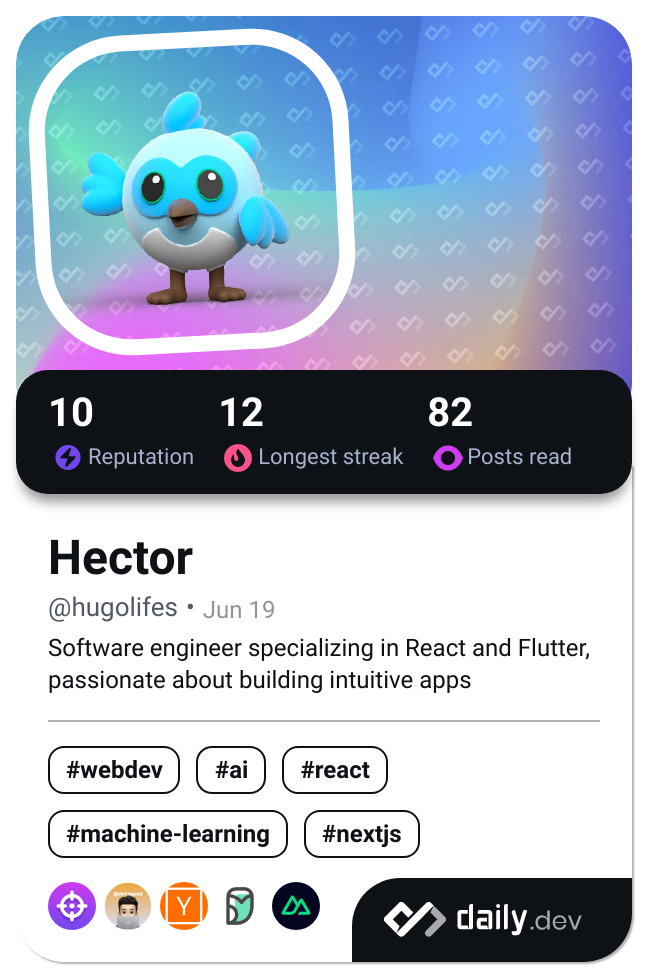 10 12 82
Reputation Longest streak Posts read
Hector
@hugolifes • Jun 19
Software engineer specializing in React and Flutter,
passionate about building intuitive apps
#webdev #ai #react
#machine-learning #nextjs
Y
daily.dev